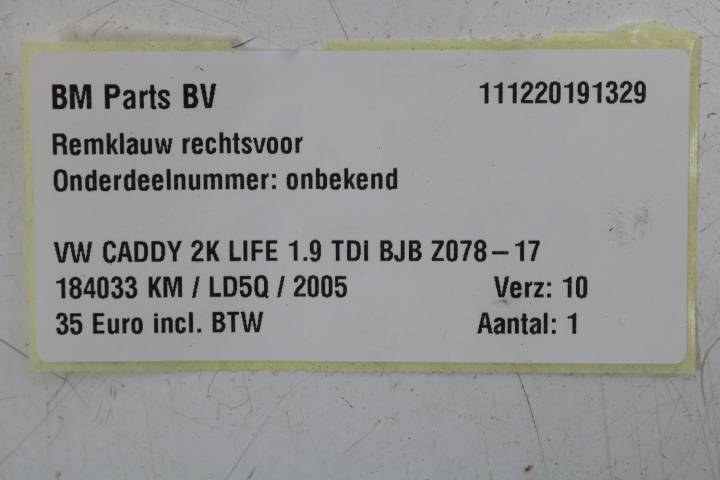 BM Parts BV 111220191329
Remklauw rechtsvoor
Onderdeelnummer: onbekend
VW CADDY 2K LIFE 1.9 TDI BJB Z078-17
184033 KM / LD5Q / 2005 Verz: 10
35 Euro incl. BTW Aantal: 1